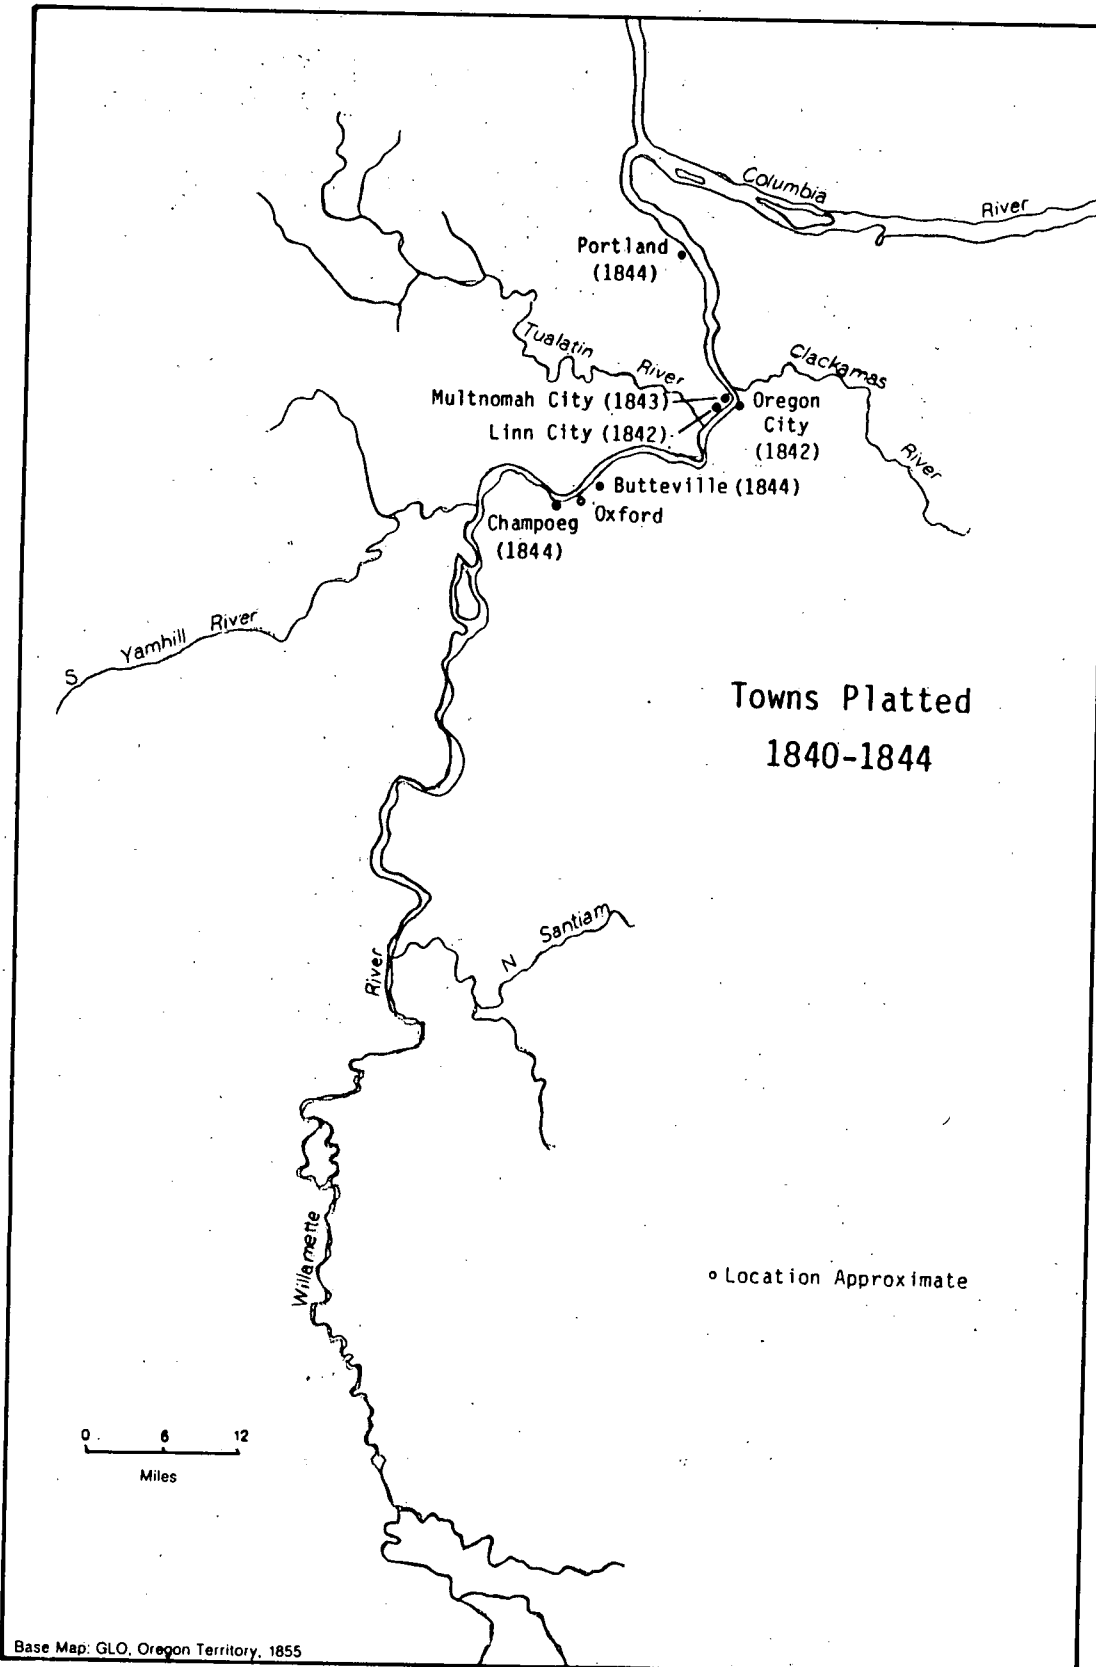 Columbia
River
Portland
(1844)
Tualatin
River
Clackamas
River
Multnomah City (1843)
Linn City (1842)
Oregon
City
(1842)
Butteville (1844)
Oxford
Champoeg
(1844)
S Yamhill River
Towns Platted
1840-1844
N Santiam
River
Willamette
Location Approximate
0 6 12
Miles
Base Map: GLO, Oregon Territory, 1855